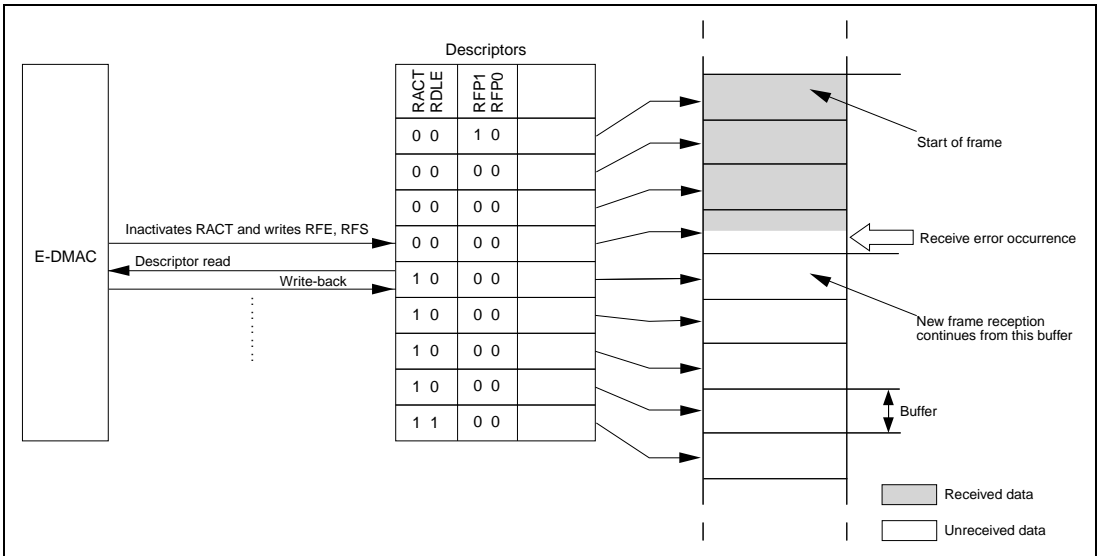 Descriptors
RACT RDLE RFP1 RFP0
0 0 1 0
0 0 0 0
0 0 0 0
0 0 0 0
1 0 0 0
1 0 0 0
1 0 0 0
1 0 0 0
1 1 0 0
E-DMAC
Inactivates RACT and writes RFE, RFS
Descriptor read
Write-back
Start of frame
Receive error occurrence
New frame reception
continues from this buffer
Buffer
Received data
Unreceived data